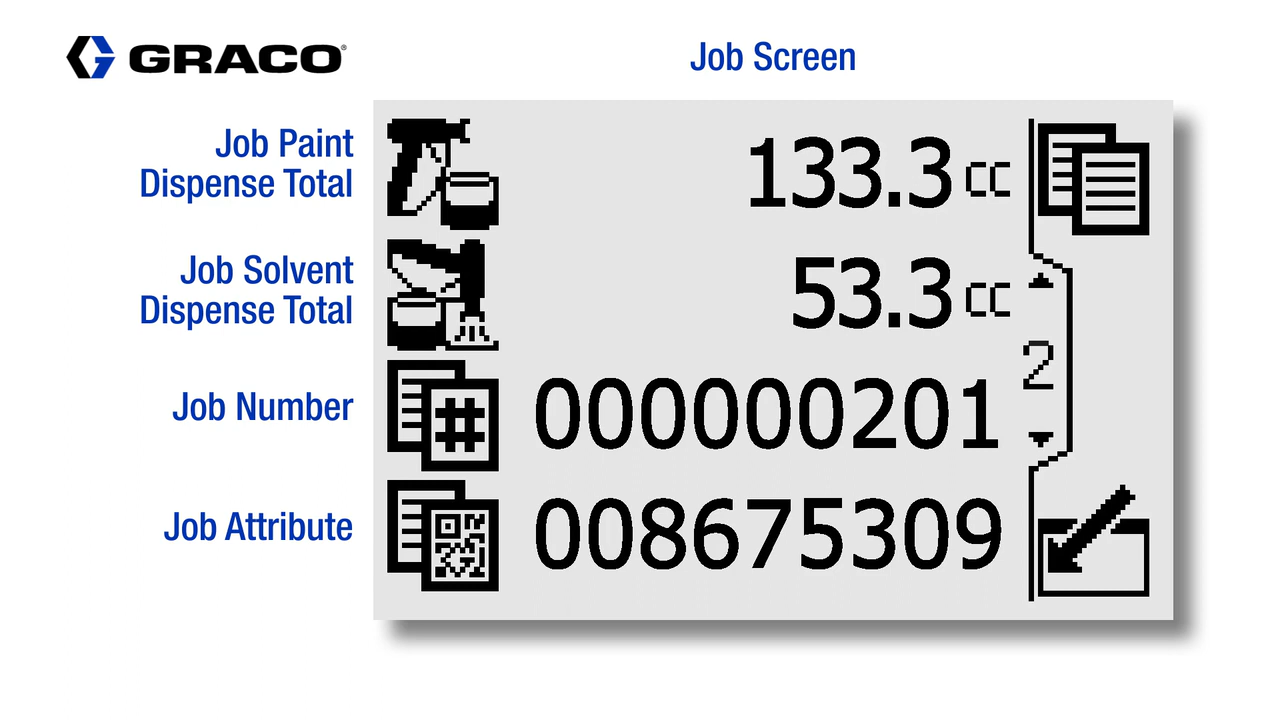 GRACO®
Job Screen
Job Paint
Dispense Total
133.3 cc
Job Solvent
Dispense Total
53.3 cc
2
Job Number
#
000000201
Job Attribute
008675309